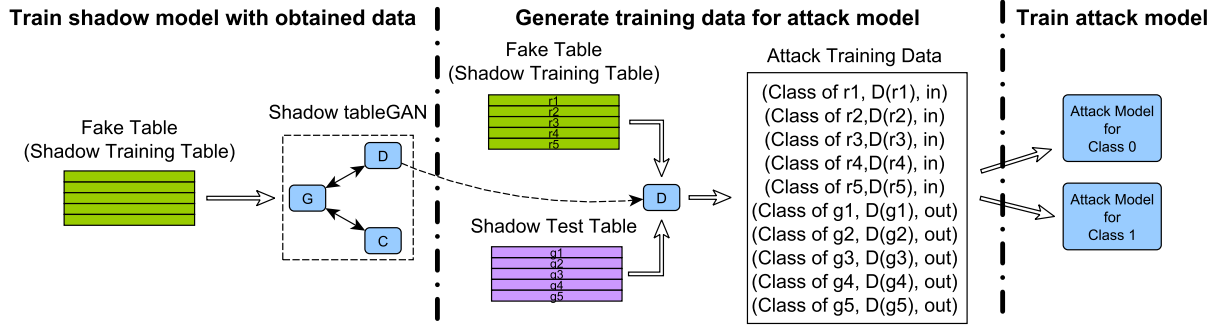 Train shadow model with obtained data
Generate training data for attack model
Train attack model
Fake Table
(Shadow Training Table)
Shadow tableGAN
D
G
C
Fake Table
(Shadow Training Table)
r1
r2
r3
r4
r5
D
Shadow Test Table
g1
g2
g3
g4
g5
Attack Training Data
(Class of r1, D(r1), in)
(Class of r2,D(r2), in)
(Class of r3,D(r3), in)
(Class of r4,D(r4), in)
(Class of r5,D(r5), in)
(Class of g1, D(g1), out)
(Class of g2, D(g2), out)
(Class of g3, D(g3), out)
(Class of g4, D(g4), out)
(Class of g5, D(g5), out)
Attack Model
for
Class 0
Attack Model
for
Class 1